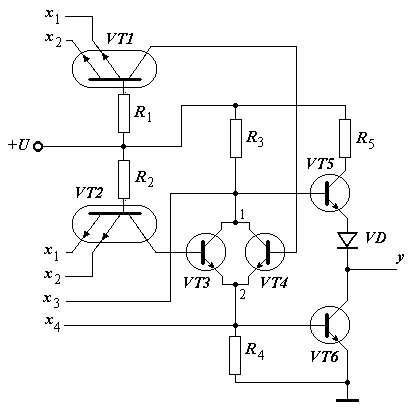 x1
VT1
x2
R1
+U
R3
R5
VT5
R2
VT2
1
VD
x1
x2
VT3
VT4
y
x3
2
x4
R4
VT6